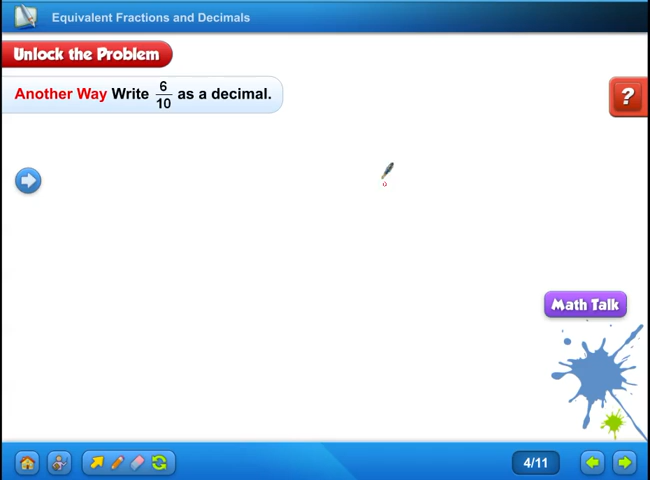 Equivalent Fractions and Decimals
Unlock the Problem
Another Way Write 6/10 as a decimal.
?
Math Talk
4/11